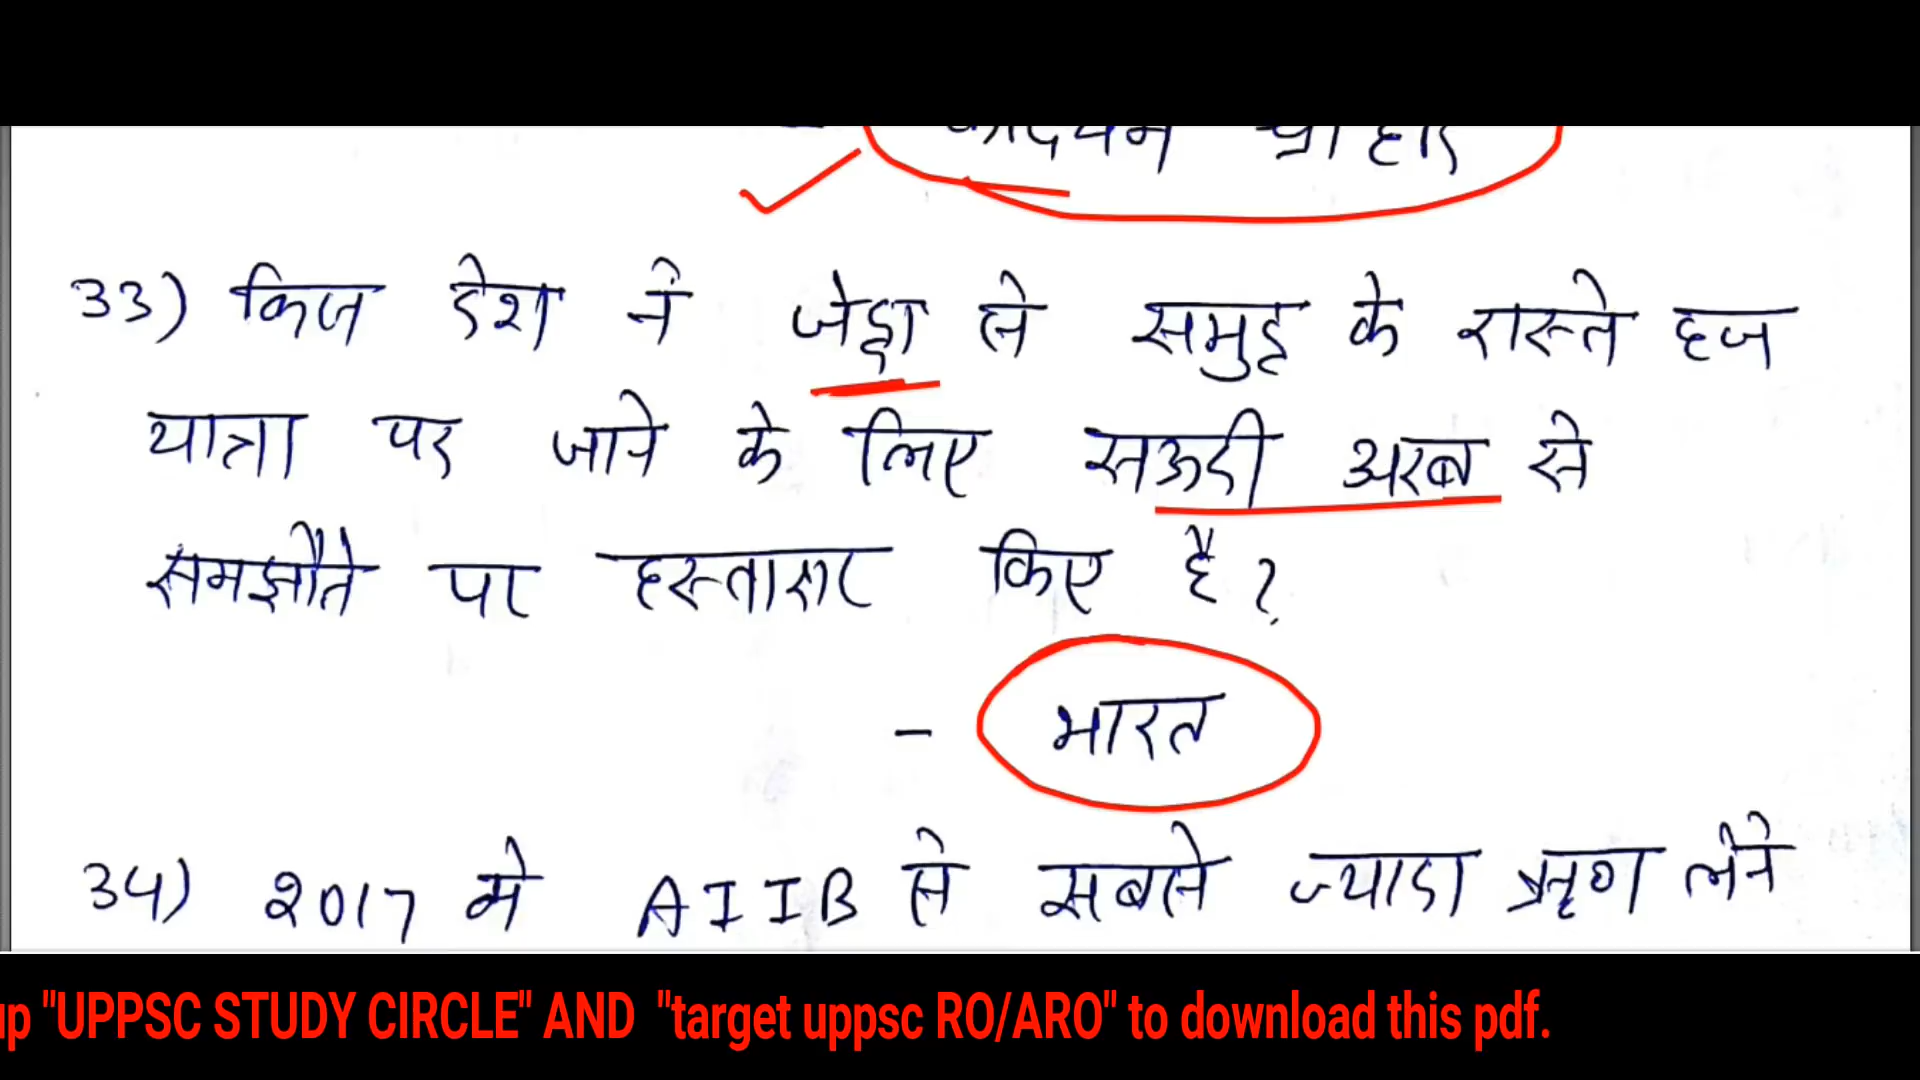 33) किस देश ने जेद्दा से समुद्र के रास्ते हज
यात्रा पर जाने के लिए सऊदी अरब से
समझौते पर हस्ताक्षर किए है?
- भारत
34) 2017 मे AIIB से सबसे ज्यादा ऋण लेने
up "UPPSC STUDY CIRCLE" AND "target uppsc RO/ARO" to download this pdf.